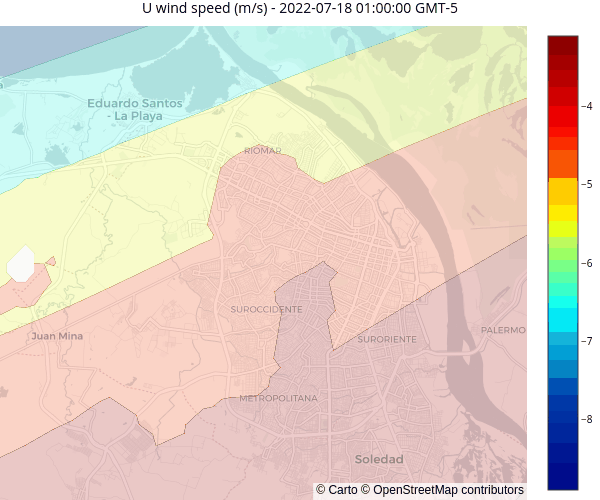 U wind speed (m/s) - 2022-07-18 01:00:00 GMT-5
Eduardo Santos
- La Playa
RIOMAR
SUROCCIDENTE
Juan Mina
SURORIENTE
PALERMO
METROPOLITANA
Soledad
© Carto © OpenStreetMap contributors
−4
−5
−6
−7
−8